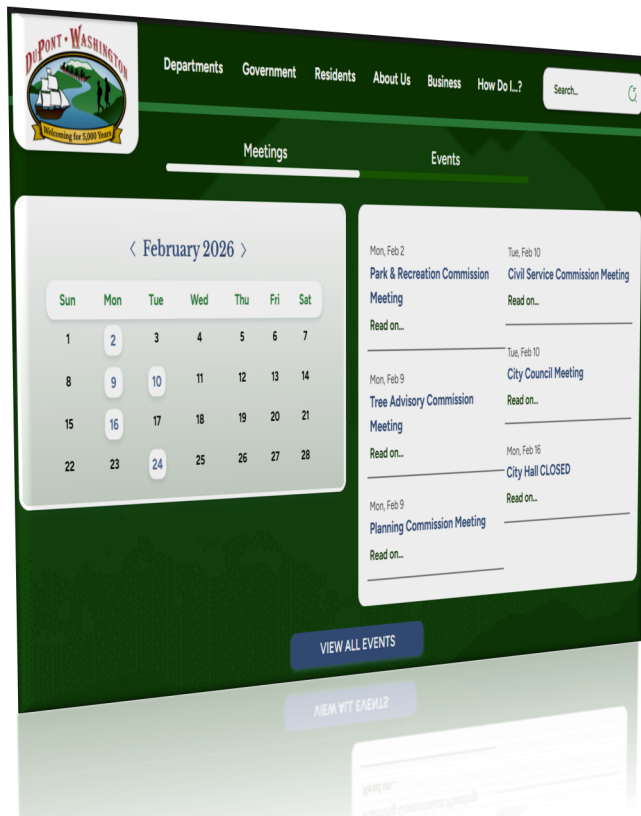 DUPONT • WASHINGTON
Welcoming for 5,000 Years
Departments Government Residents About Us Business How Do I...? Search...
Meetings Events
< February 2026 >
Sun Mon Tue Wed Thu Fri Sat
1 2 3 4 5 6 7
8 9 10 11 12 13 14
15 16 17 18 19 20 21
22 23 24 25 26 27 28
Mon, Feb 2
Park & Recreation Commission
Meeting
Read on...
Mon, Feb 9
Tree Advisory Commission
Meeting
Read on...
Mon, Feb 9
Planning Commission Meeting
Read on...
Tue, Feb 10
Civil Service Commission Meeting
Read on...
Tue, Feb 10
City Council Meeting
Read on...
Mon, Feb 16
City Hall CLOSED
Read on...
VIEW ALL EVENTS